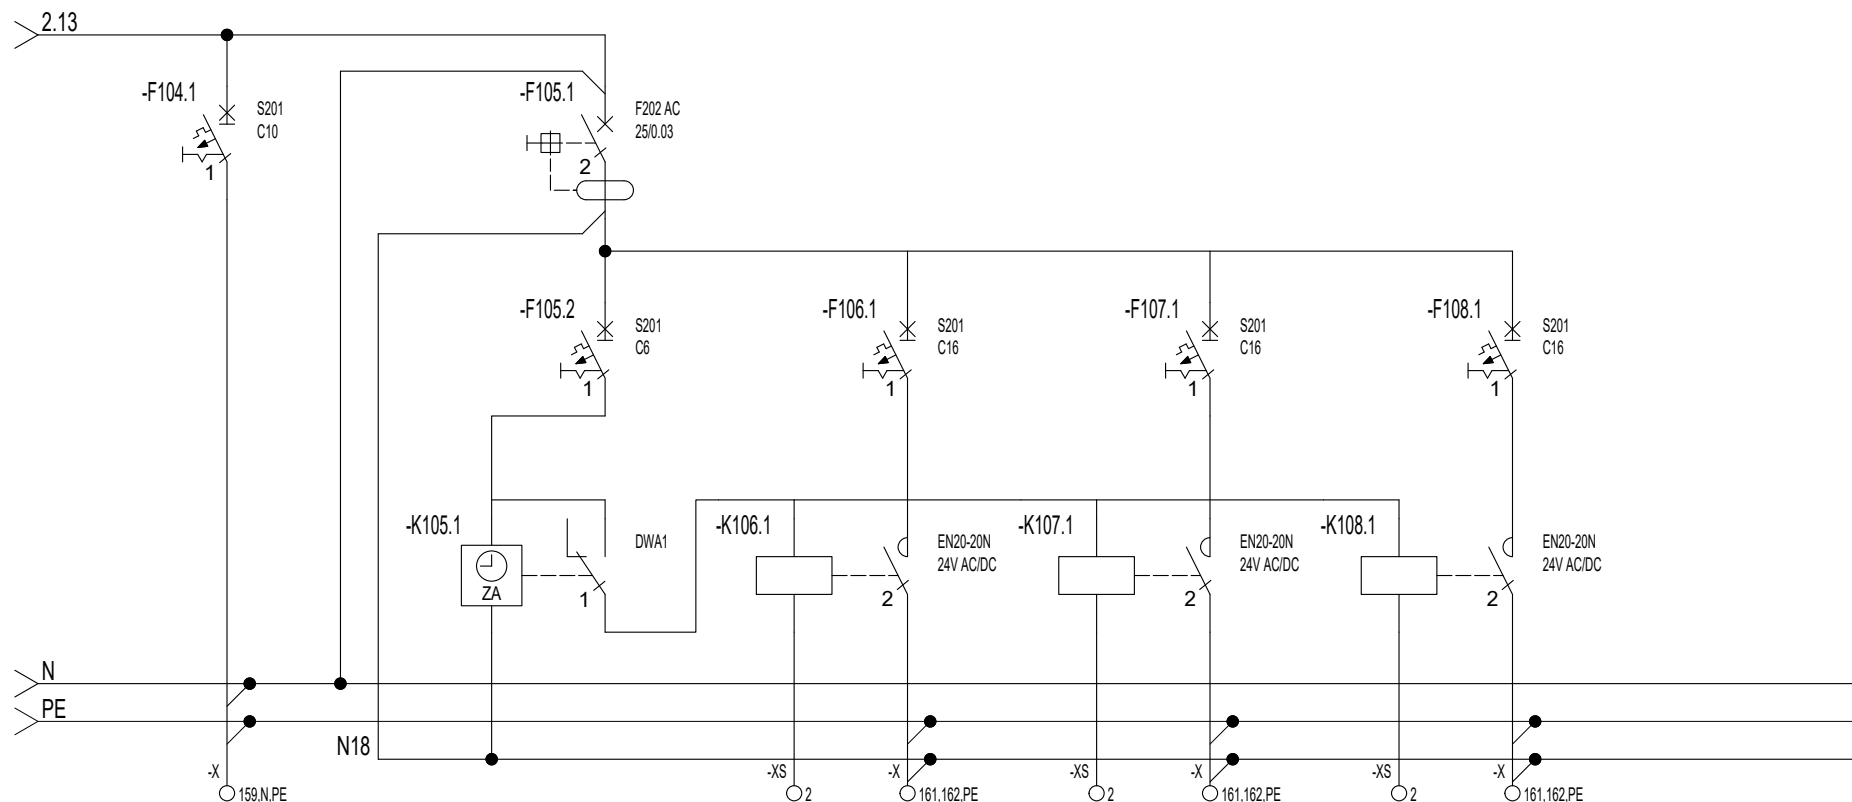 2.13
-F104.1
S201
C10
1
-F105.1
F202 AC
25/0.03
2
-F105.2
S201
C6
1
-F106.1
S201
C16
1
-F107.1
S201
C16
1
-F108.1
S201
C16
1
-K105.1
ZA
DWA1
1
-K106.1
EN20-20N
24V AC/DC
2
-K107.1
EN20-20N
24V AC/DC
2
-K108.1
EN20-20N
24V AC/DC
2
N
PE
N18
-X
159,N,PE
-XS
2
-X
161,162,PE
-XS
2
-X
161,162,PE
-XS
2
-X
161,162,PE